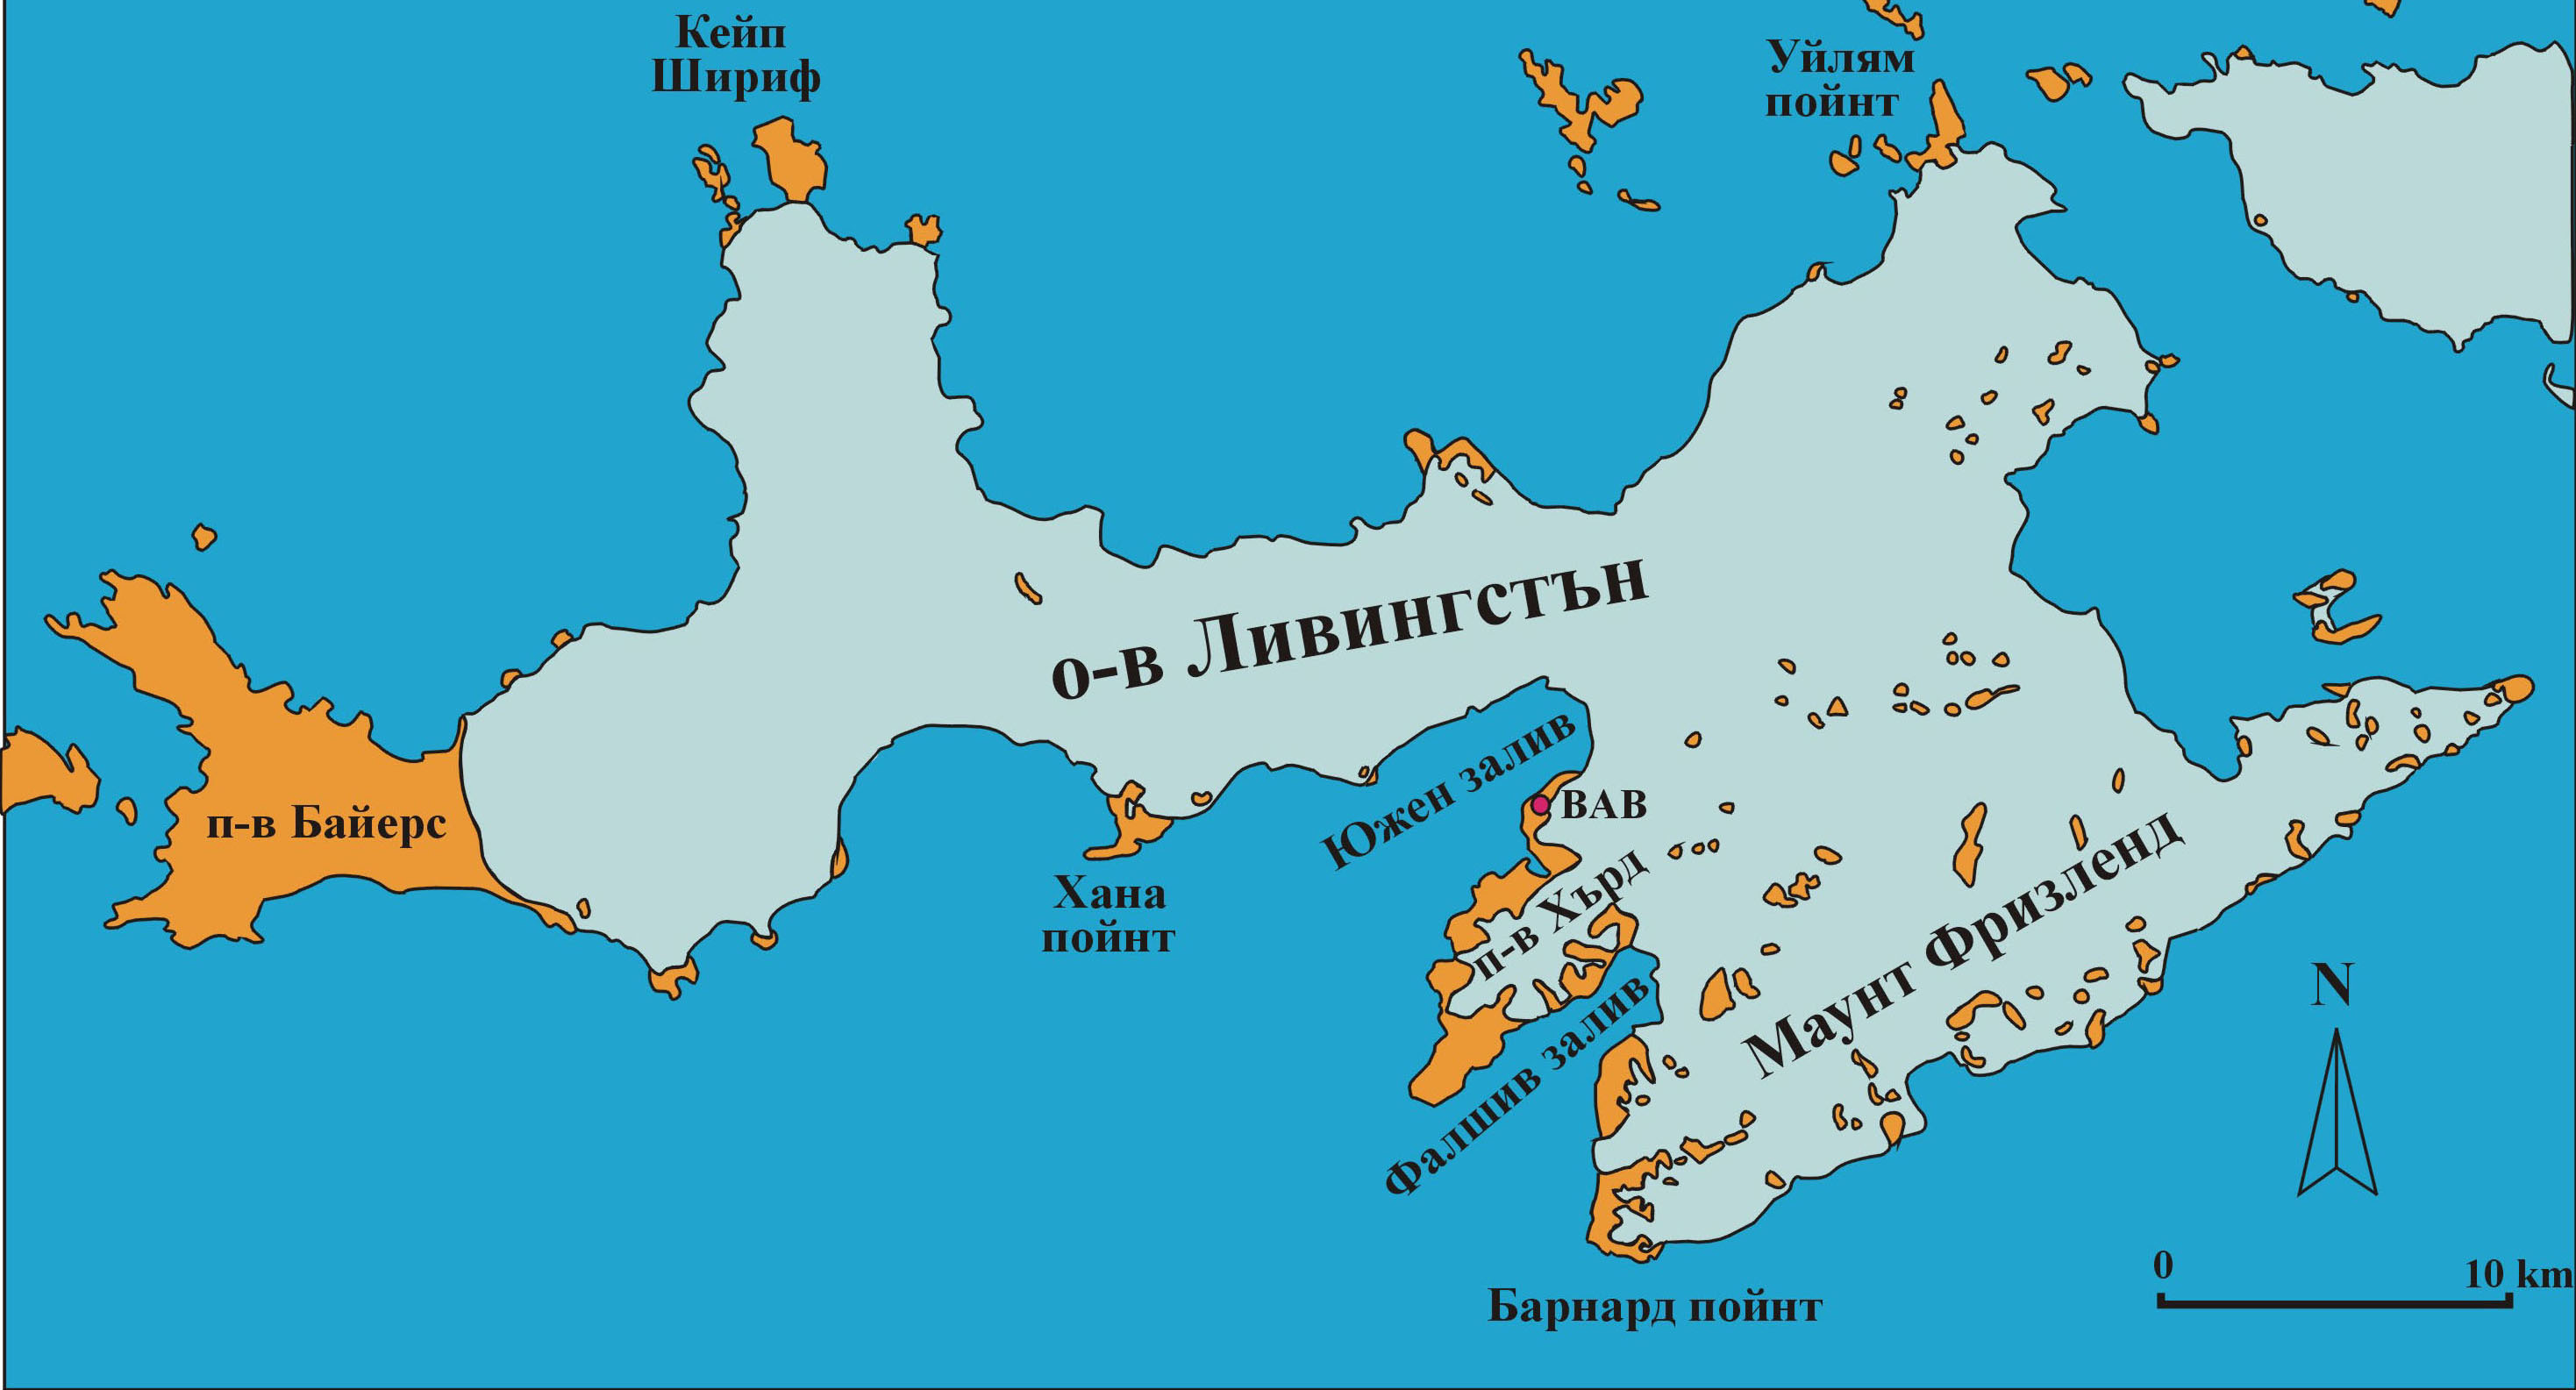 Кейп
Шириф
Уйлям
пойнт
о-в Ливингстън
Южен залив
ВАВ
п-в Байерс
п-в Хърд
Хана
пойнт
Маунт Фризленд
Фалшив залив
N
0
10 km
Барнард пойнт